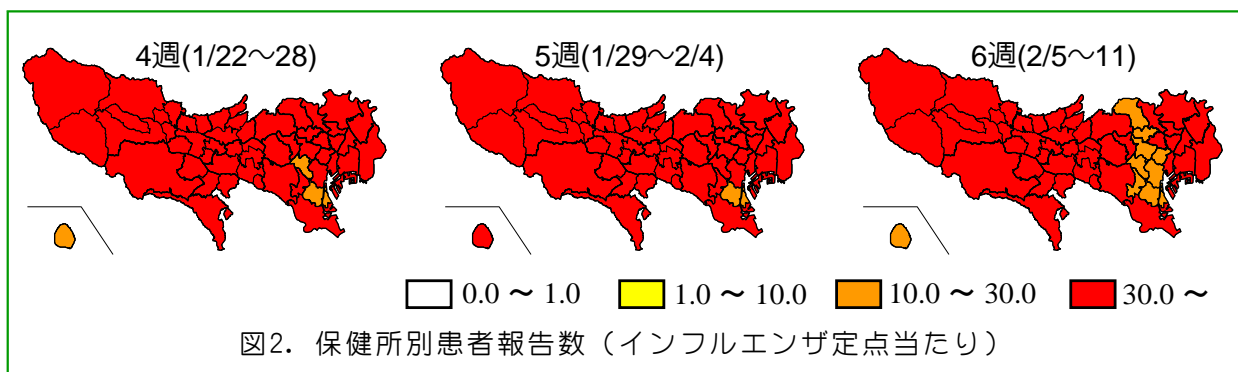 4週(1/22～28)
5週(1/29～2/4)
6週(2/5～11)
0.0 ～ 1.0
1.0 ～ 10.0
10.0 ～ 30.0
30.0 ～
図2. 保健所別患者報告数（インフルエンザ定点当たり）